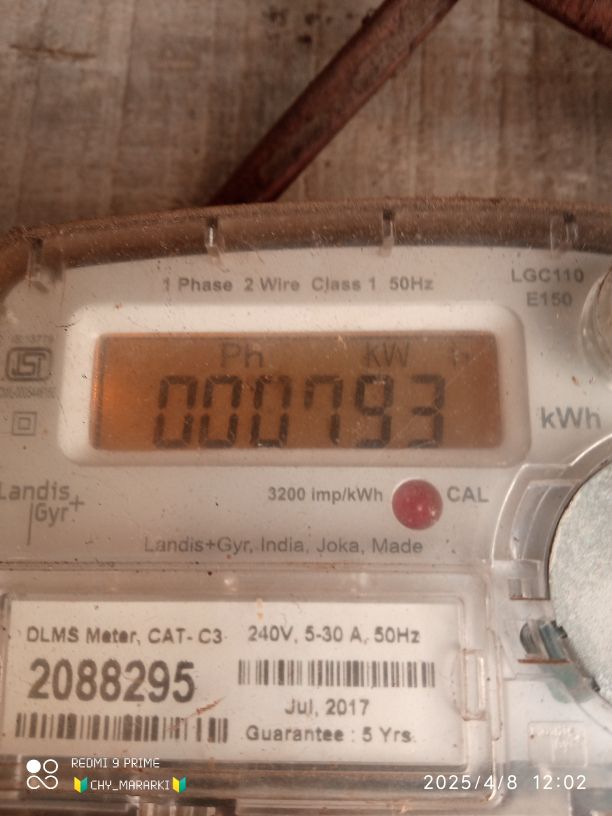 1 Phase 2 Wire Class 1 50Hz
LGC110
E150
IS 13779
Ph kW h
000793
kWh
Landis
Gyr+
3200 imp/kWh
CAL
Landis+Gyr, India, Joka, Made
DLMS Meter, CAT- C3
240V, 5-30 A, 50Hz
2088295
Jul, 2017
Guarantee : 5 Yrs.
REDMI 9 PRIME
🔰CHY_MARARKI🔰
2025/4/8 12:02